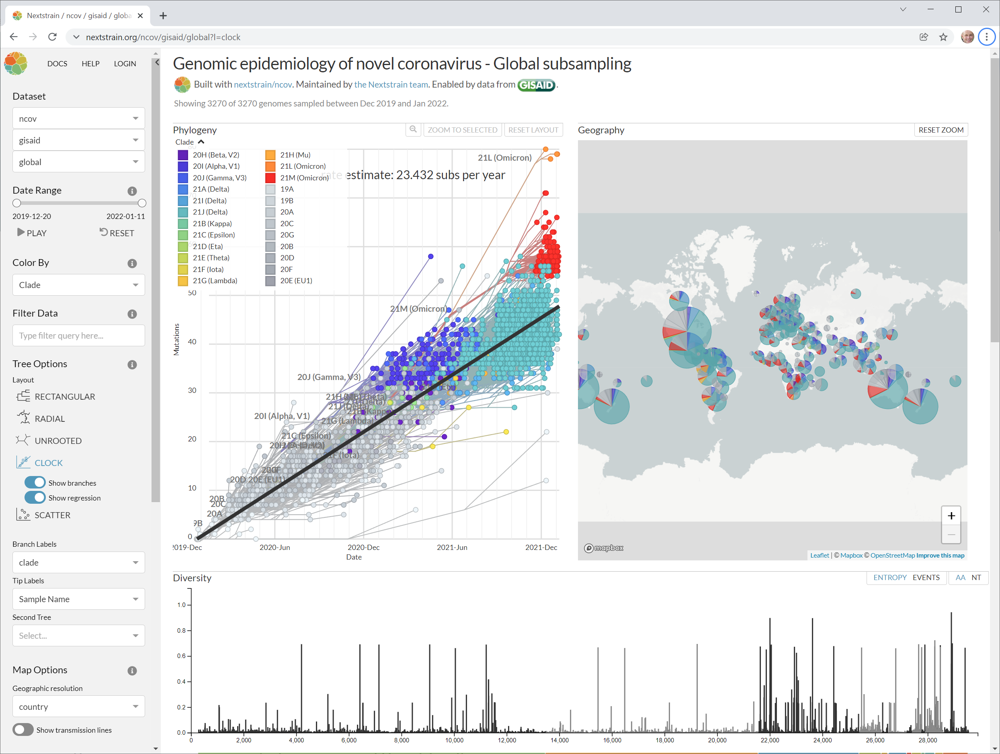 Nextstrain / ncov / gisaid / globa
nextstrain.org/ncov/gisaid/global?l=clock
DOCS HELP LOGIN
Dataset
ncov
gisaid
global
Date Range
2019-12-20 2022-01-11
PLAY RESET
Color By
Clade
Filter Data
Type filter query here...
Tree Options
Layout
RECTANGULAR
RADIAL
UNROOTED
CLOCK
Show branches
Show regression
SCATTER
Branch Labels
clade
Tip Labels
Sample Name
Second Tree
Select...
Map Options
Geographic resolution
country
Show transmission lines
Genomic epidemiology of novel coronavirus - Global subsampling
Built with nextstrain/ncov. Maintained by the Nextstrain team. Enabled by data from GISAID.
Showing 3270 of 3270 genomes sampled between Dec 2019 and Jan 2022.
Phylogeny
ZOOM TO SELECTED RESET LAYOUT
Clade
20H (Beta, V2) 21H (Mu)
20I (Alpha, V1) 21L (Omicron)
20J (Gamma, V3) 21M (Omicron)
21A (Delta) 19A
21I (Delta) 19B
21J (Delta) 20A
21B (Kappa) 20C
21C (Epsilon) 20G
21D (Eta) 20B
21E (Theta) 20D
21F (Iota) 20F
21G (Lambda) 20E (EU1)
21L (Omicron)
rate estimate: 23.432 subs per year
80
70
60
50
40
30
20
10
0
Mutations
21M (Omicron)
20J (Gamma, V3)
20I (Alpha, V1)
21G (Lambda)
21C (Epsilon)
21F (Iota)
20D 20E (EU1)
20B
20C
20A
9B
2019-Dec 2020-Jun 2020-Dec 2021-Jun 2021-Dec
Date
Geography
RESET ZOOM
+
−
mapbox
Leaflet | © Mapbox © OpenStreetMap Improve this map
Diversity
ENTROPY EVENTS AA NT
1.0
0.8
0.6
0.4
0.2
0.0
0 2,000 4,000 6,000 8,000 10,000 12,000 14,000 16,000 18,000 20,000 22,000 24,000 26,000 28,000